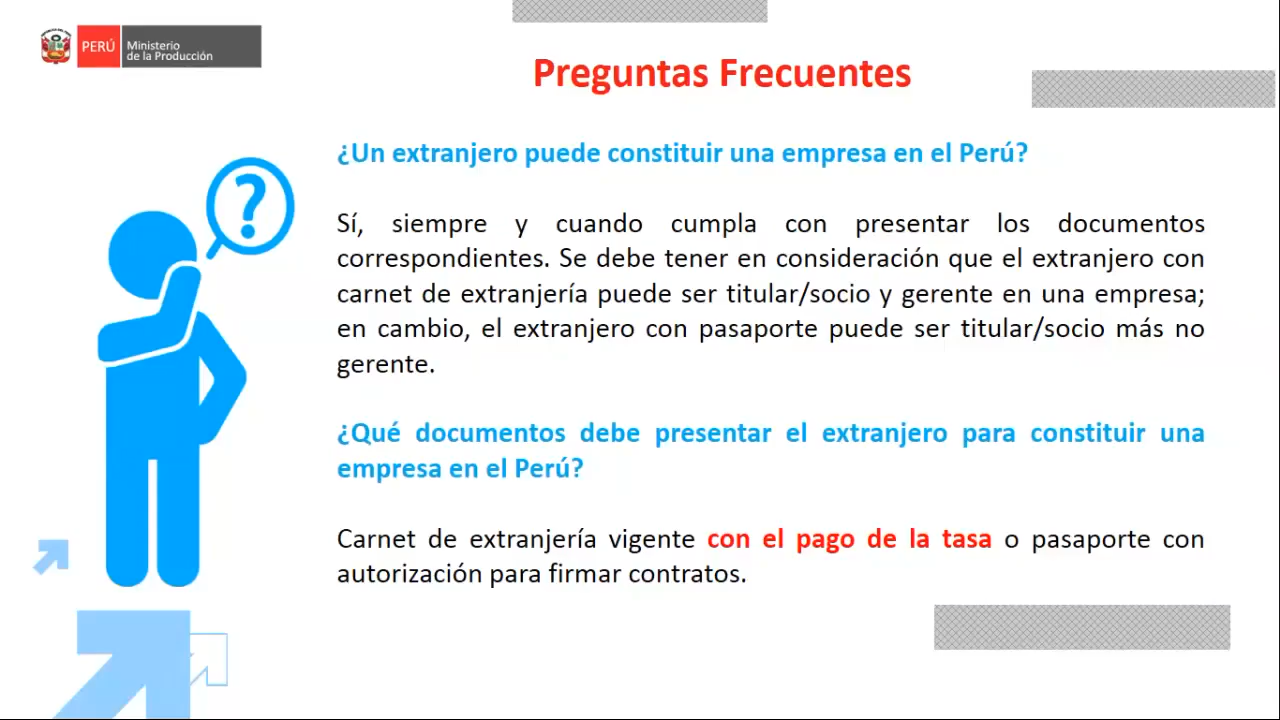 PERÚ
Ministerio
de la Producción
Preguntas Frecuentes
¿Un extranjero puede constituir una empresa en el Perú?
Sí, siempre y cuando cumpla con presentar los documentos
correspondientes. Se debe tener en consideración que el extranjero con
carnet de extranjería puede ser titular/socio y gerente en una empresa;
en cambio, el extranjero con pasaporte puede ser titular/socio más no
gerente.
¿Qué documentos debe presentar el extranjero para constituir una
empresa en el Perú?
Carnet de extranjería vigente con el pago de la tasa o pasaporte con
autorización para firmar contratos.
?